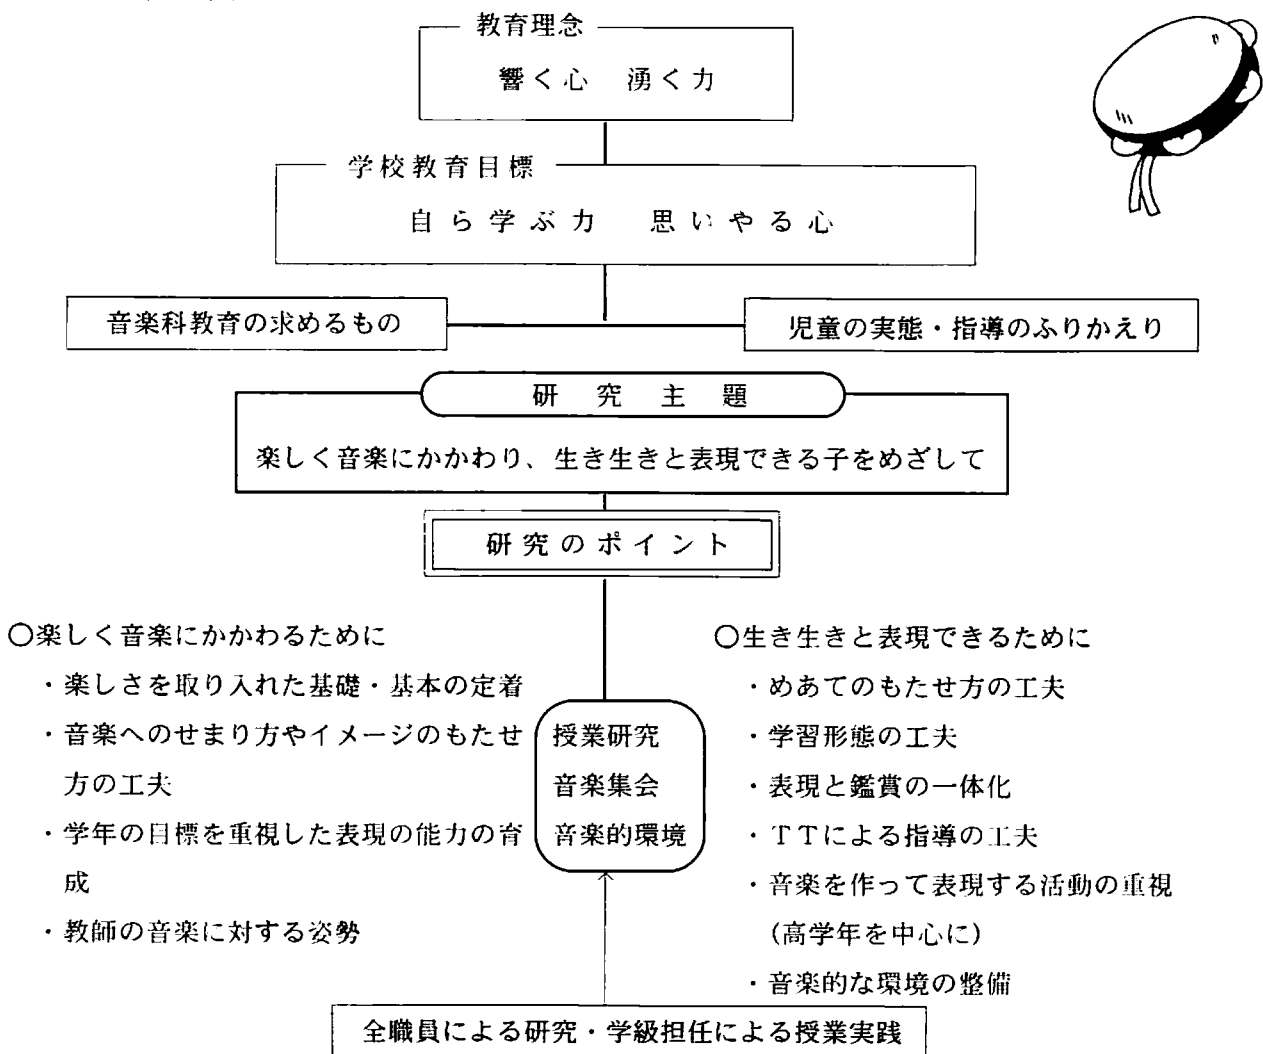 教育理念
響く心 湧く力
学校教育目標
自ら学ぶ力 思いやる心
音楽科教育の求めるもの
児童の実態・指導のふりかえり
研究主題
楽しく音楽にかかわり、生き生きと表現できる子をめざして
研究のポイント
○楽しく音楽にかかわるために
・楽しさを取り入れた基礎・基本の定着
・音楽へのせまり方やイメージのもたせ
方の工夫
・学年の目標を重視した表現の能力の育
成
・教師の音楽に対する姿勢
授業研究
音楽集会
音楽的環境
○生き生きと表現できるために
・めあてのもたせ方の工夫
・学習形態の工夫
・表現と鑑賞の一体化
・TTによる指導の工夫
・音楽を作って表現する活動の重視
(高学年を中心に)
・音楽的な環境の整備
全職員による研究・学級担任による授業実践